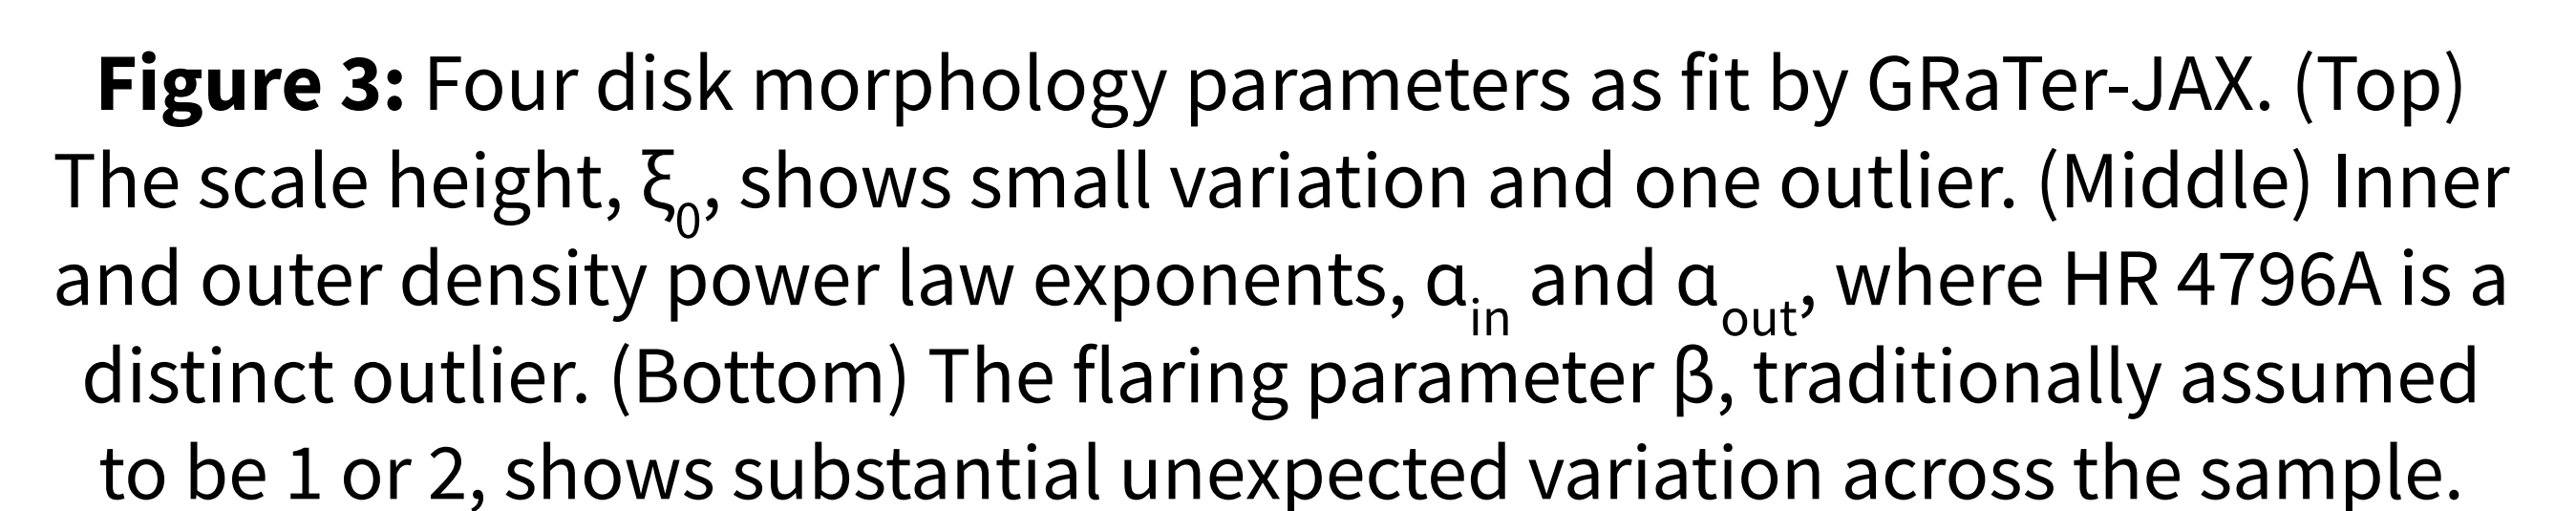 Figure 3: Four disk morphology parameters as fit by GRaTer-JAX. (Top)
The scale height, ξ₀, shows small variation and one outlier. (Middle) Inner
and outer density power law exponents, ɑin and ɑout, where HR 4796A is a
distinct outlier. (Bottom) The flaring parameter β, traditionally assumed
to be 1 or 2, shows substantial unexpected variation across the sample.